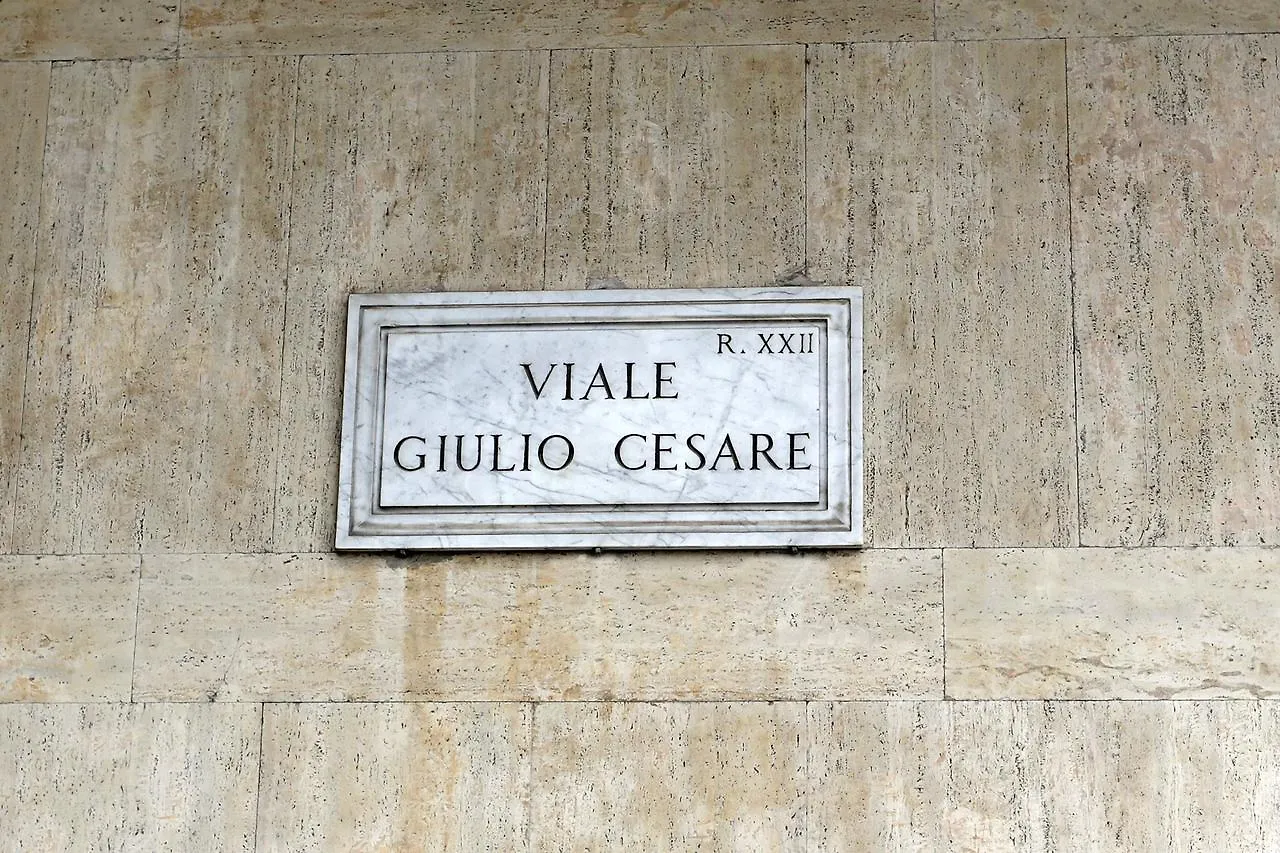 R. XXII
VIALE
GIULIO CESARE